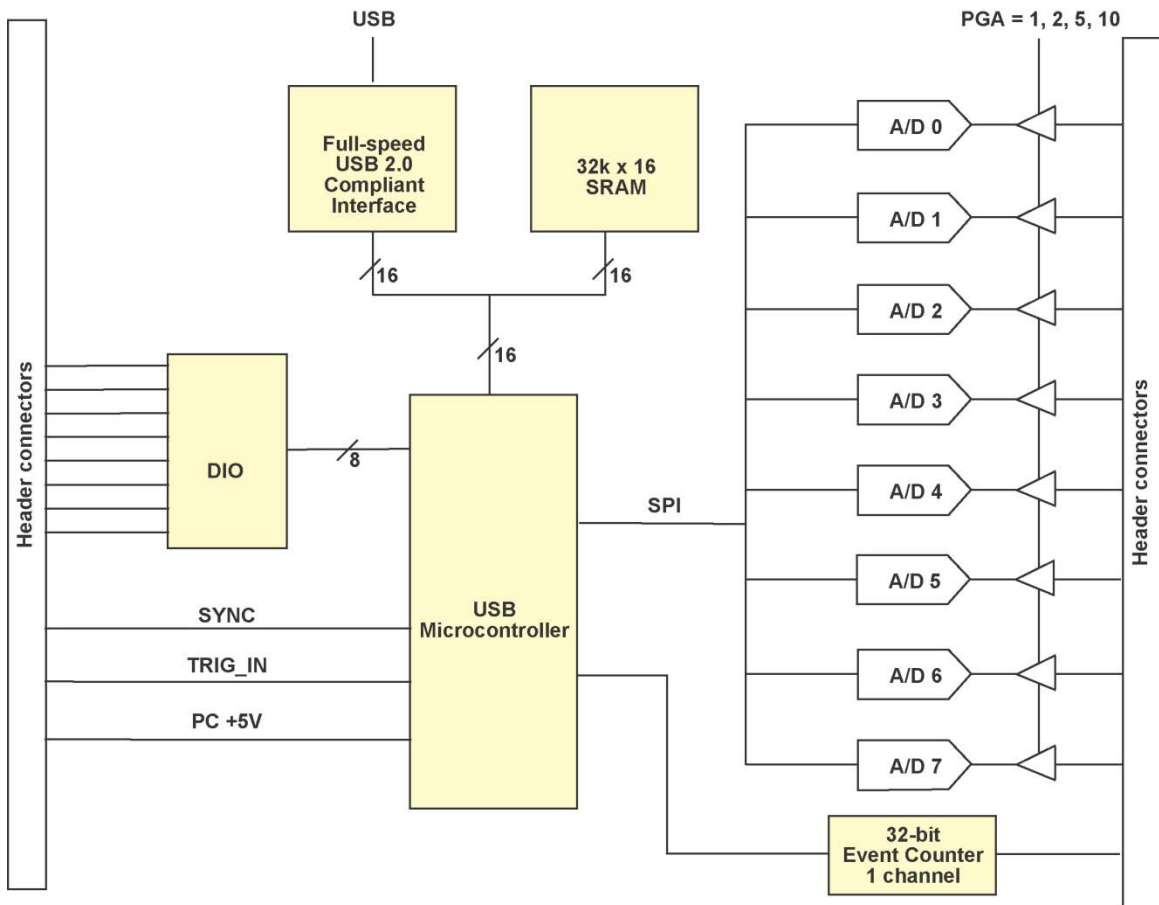 USB
PGA = 1, 2, 5, 10
Full-speed
USB 2.0
Compliant
Interface
32k x 16
SRAM
A/D 0
A/D 1
16
16
A/D 2
16
Header connectors
DIO
8
A/D 3
Header connectors
A/D 4
SPI
A/D 5
USB
Microcontroller
SYNC
TRIG_IN
A/D 6
PC +5V
A/D 7
32-bit
Event Counter
1 channel